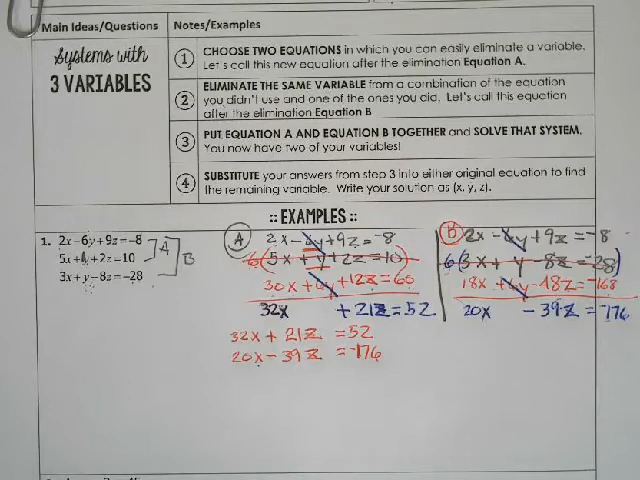 Main Ideas/Questions Notes/Examples
Systems with
3 VARIABLES
1 CHOOSE TWO EQUATIONS in which you can easily eliminate a variable.
Let's call this new equation after the elimination Equation A.
2 ELIMINATE THE SAME VARIABLE from a combination of the equation
you didn't use and one of the ones you did. Let's call this equation
after the elimination Equation B
3 PUT EQUATION A AND EQUATION B TOGETHER and SOLVE THAT SYSTEM.
You now have two of your variables!
4 SUBSTITUTE your answers from step 3 into either original equation to find
the remaining variable. Write your solution as (x, y, z).
:: EXAMPLES ::
1. 2x-6y+9z=-8
5x+y+2z=10
3x+y-8z=-28
A
B
A 2x-6y+9z=-8
6(5x+y+2z=10)
30x+6y+12z=60
32x +21z=52
32x+21z=52
20x-39z=-176
B 2x-6y+9z=-8
6(3x+y-8z=-28)
18x+6y-48z=-168
20x -39z=-176